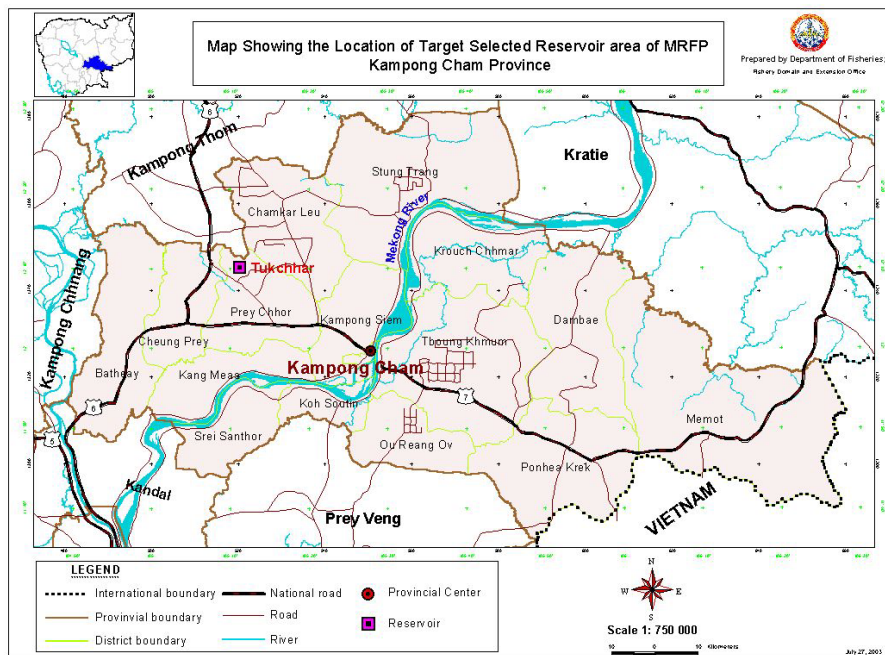 Map Showing the Location of Target Selected Reservoir area of MRFP
Kampong Cham Province
Prepared by Department of Fisheries;
Fishery Domain and Extension Office
6
Kampong Thom
Stung Trang
Kratie
Chamkar Leu
Mekong River
Krouch Chhmar
Tukchhar
Kampong Chhnang
Prey Chhor
Kampong Siem
Dambae
Cheung Prey
Tboung Khmum
Kampong Cham
Batheay
Kang Meas
7
6
Koh Soutin
Memot
5
Srei Santhor
Ou Reang Ov
Ponhea Krek
Kandal
Prey Veng
VIETNAM
LEGEND
International boundary
National road
Provincial Center
Provinvial boundary
Road
Reservoir
District boundary
River
N
W
E
S
Scale 1: 750 000
10
0
10
Kilometers
July 27, 2003